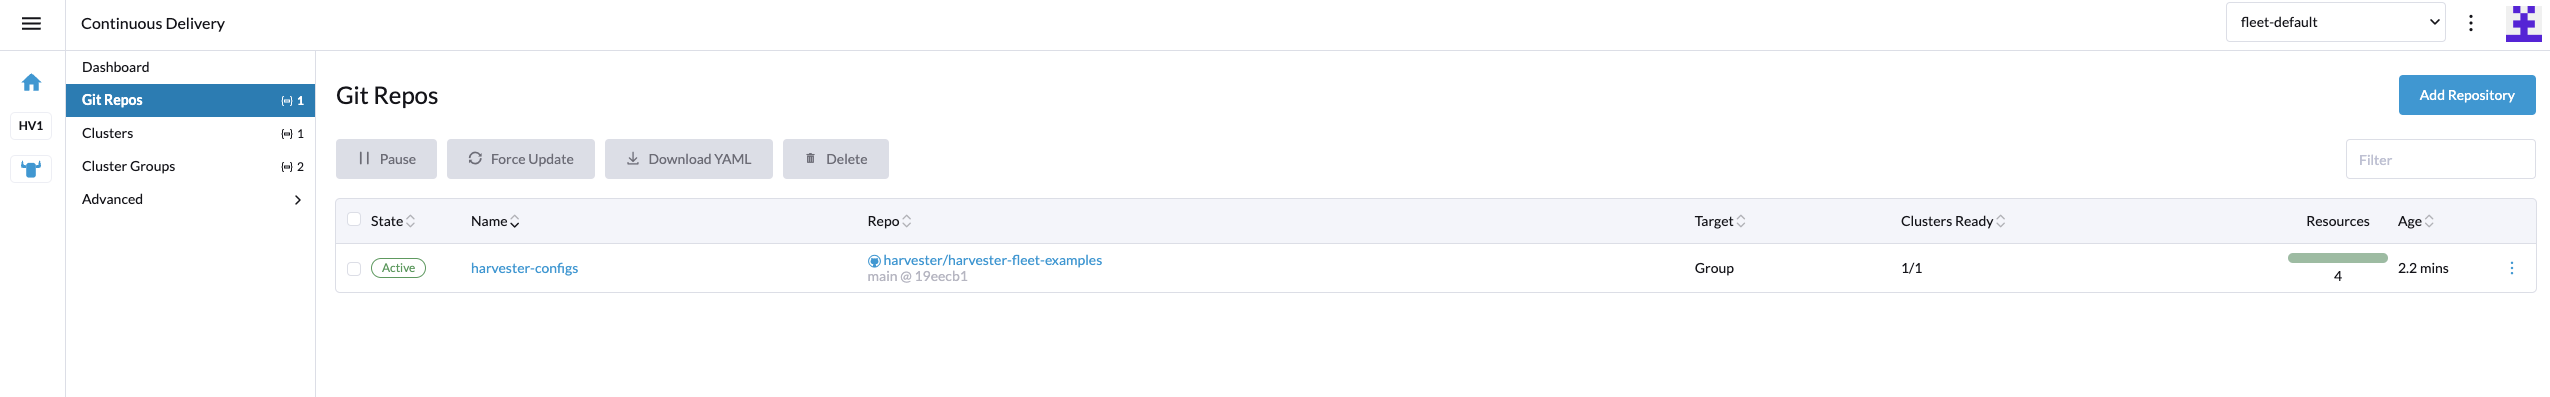 Continuous Delivery
fleet-default
HV1
Dashboard
Git Repos 1
Clusters 1
Cluster Groups 2
Advanced
Git Repos
Add Repository
Pause Force Update Download YAML Delete
Filter
State Name Repo Target Clusters Ready Resources Age
Active harvester-configs harvester/harvester-fleet-examples Group 1/1 4 2.2 mins
main @ 19eecb1